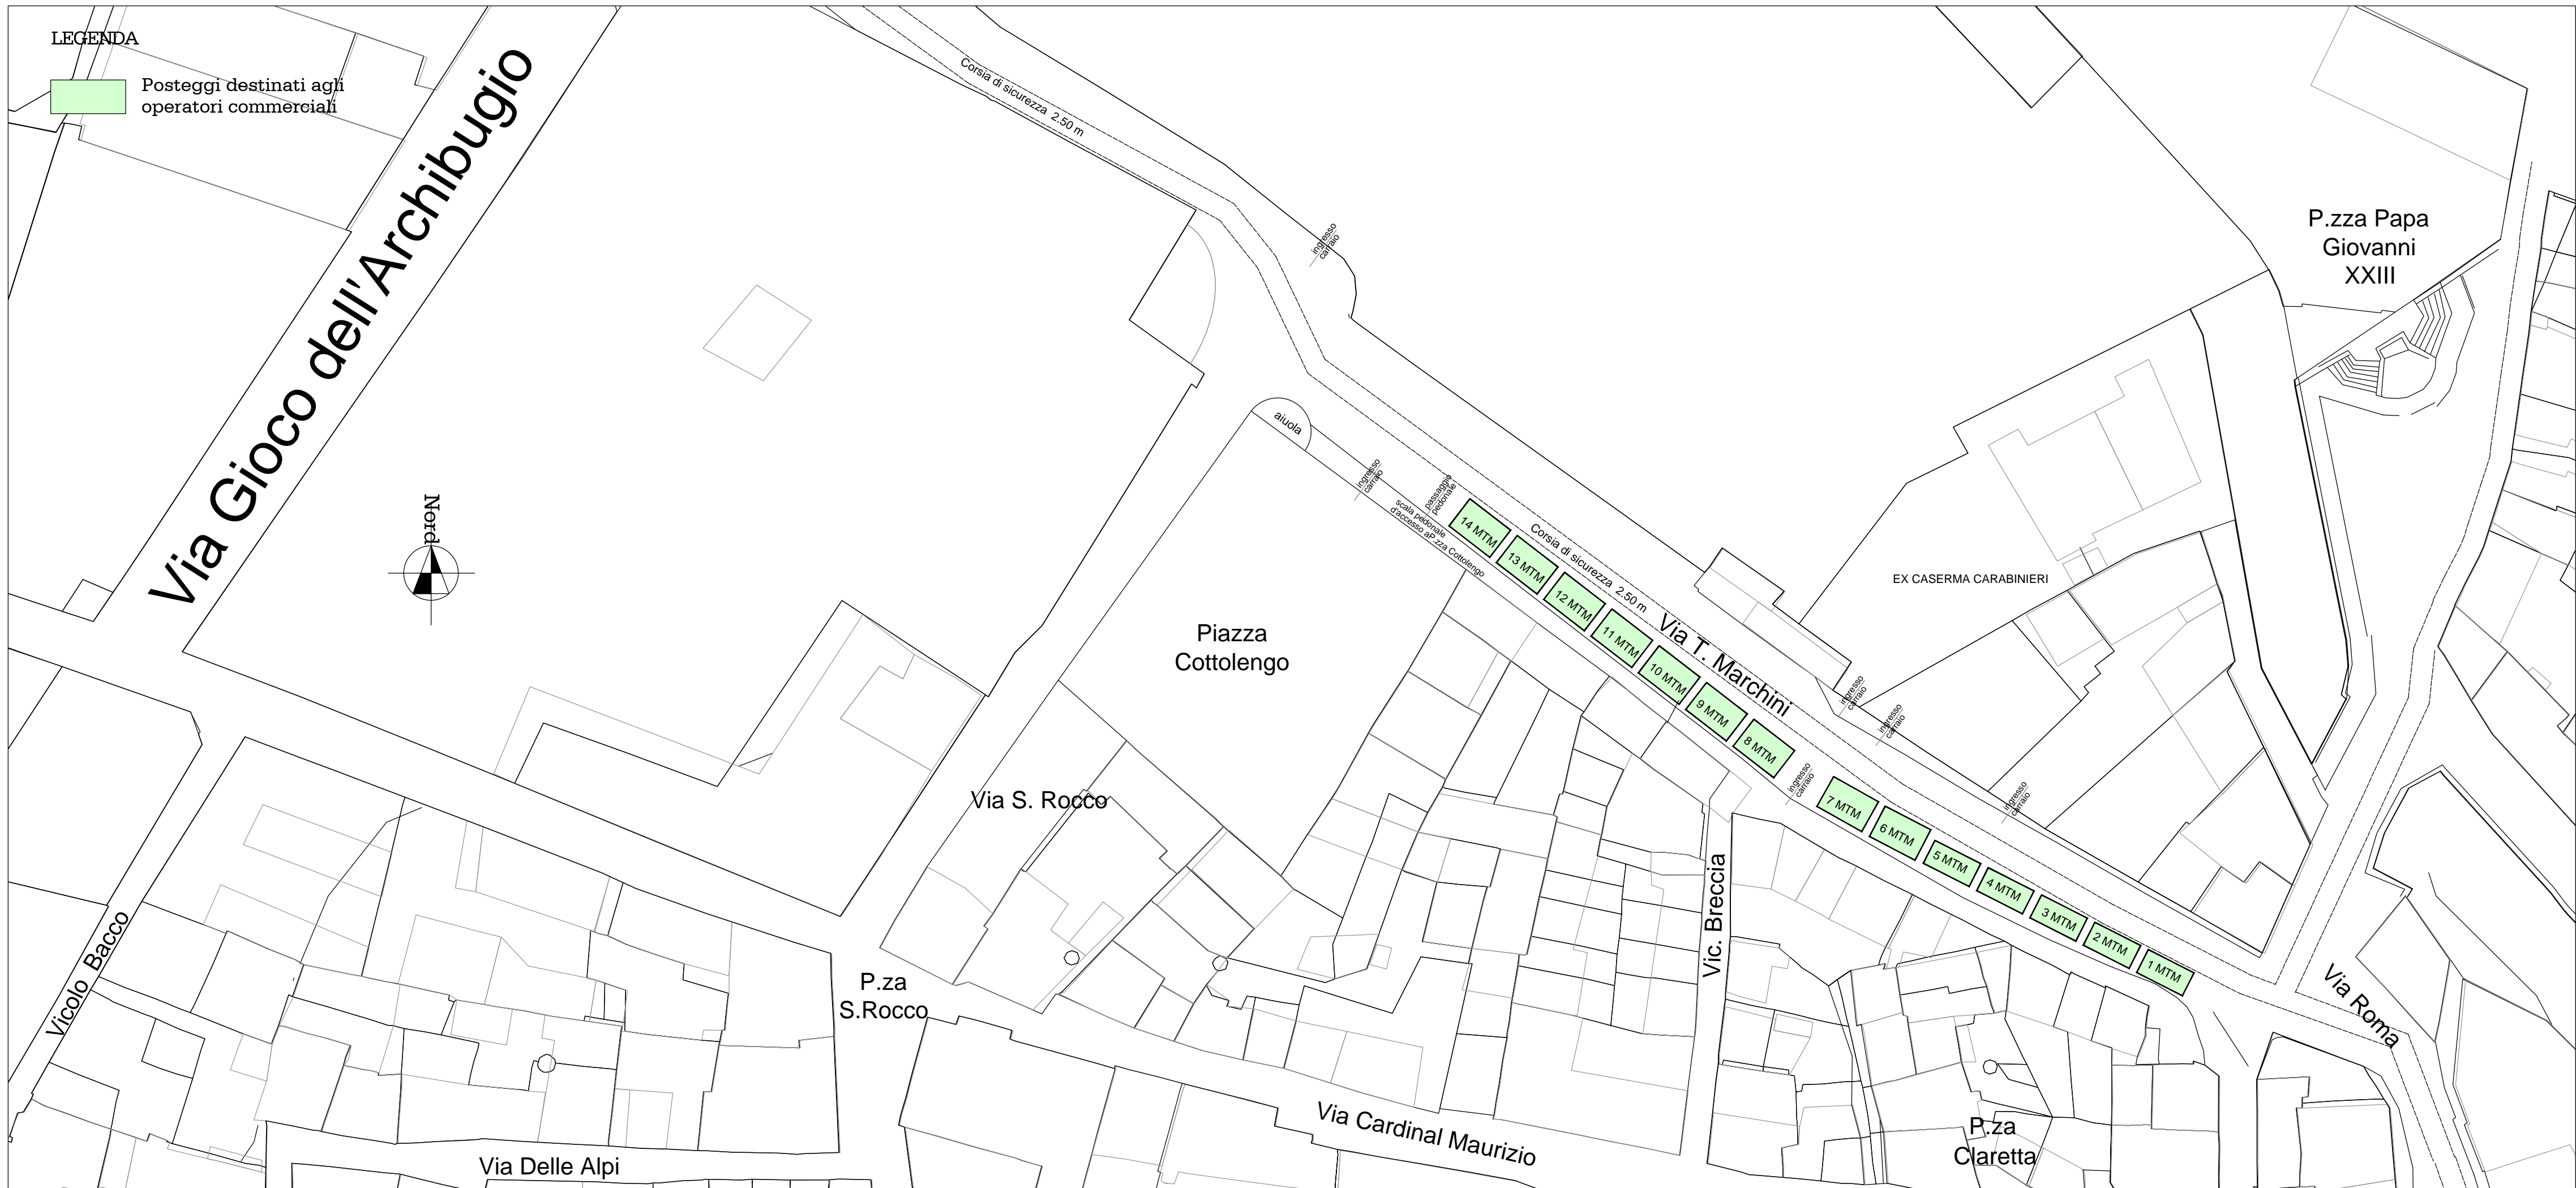 LEGENDA
Posteggi destinati agli
operatori commerciali
Via Gioco dell'Archibugio
Corsia di sicurezza 2.50 m
P.zza Papa
Giovanni
XXIII
ingresso
carraio
aiuola
ingresso
carraio
passaggio
pedonale
scala pedonale
d'accesso aP.zza Cottolengo
Nord
14 MTM
13 MTM
12 MTM
11 MTM
10 MTM
9 MTM
8 MTM
Corsia di sicurezza 2.50 m
Via T. Marchini
EX CASERMA CARABINIERI
Piazza
Cottolengo
ingresso
carraio
ingresso
carraio
ingresso
carraio
ingresso
carraio
7 MTM
6 MTM
5 MTM
4 MTM
3 MTM
2 MTM
1 MTM
Via S. Rocco
Vic. Breccia
Vicolo Bacco
P.za
S.Rocco
Via Roma
Via Cardinal Maurizio
P.za
Claretta
Via Delle Alpi